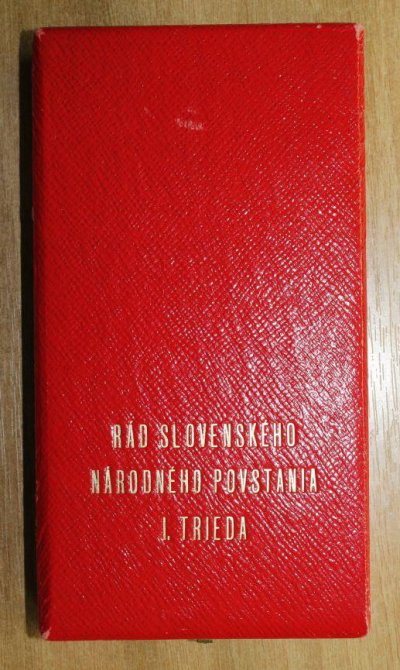 RÁD SLOVENSKÉHO
NÁRODNÉHO POVSTANIA
I. TRIEDA